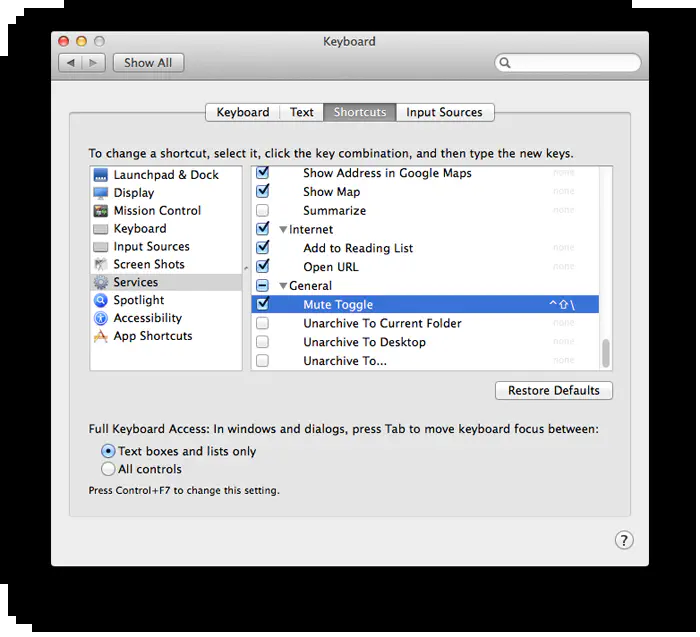 Keyboard
Show All
Keyboard Text Shortcuts Input Sources
To change a shortcut, select it, click the key combination, and then type the new keys.
Launchpad & Dock
Display
Mission Control
Keyboard
Input Sources
Screen Shots
Services
Spotlight
Accessibility
App Shortcuts
Show Address in Google Maps none
Show Map none
Summarize none
Internet
Add to Reading List none
Open URL none
General
Mute Toggle ^⇧\
Unarchive To Current Folder none
Unarchive To Desktop none
Unarchive To... none
Restore Defaults
Full Keyboard Access: In windows and dialogs, press Tab to move keyboard focus between:
Text boxes and lists only
All controls
Press Control+F7 to change this setting.
?